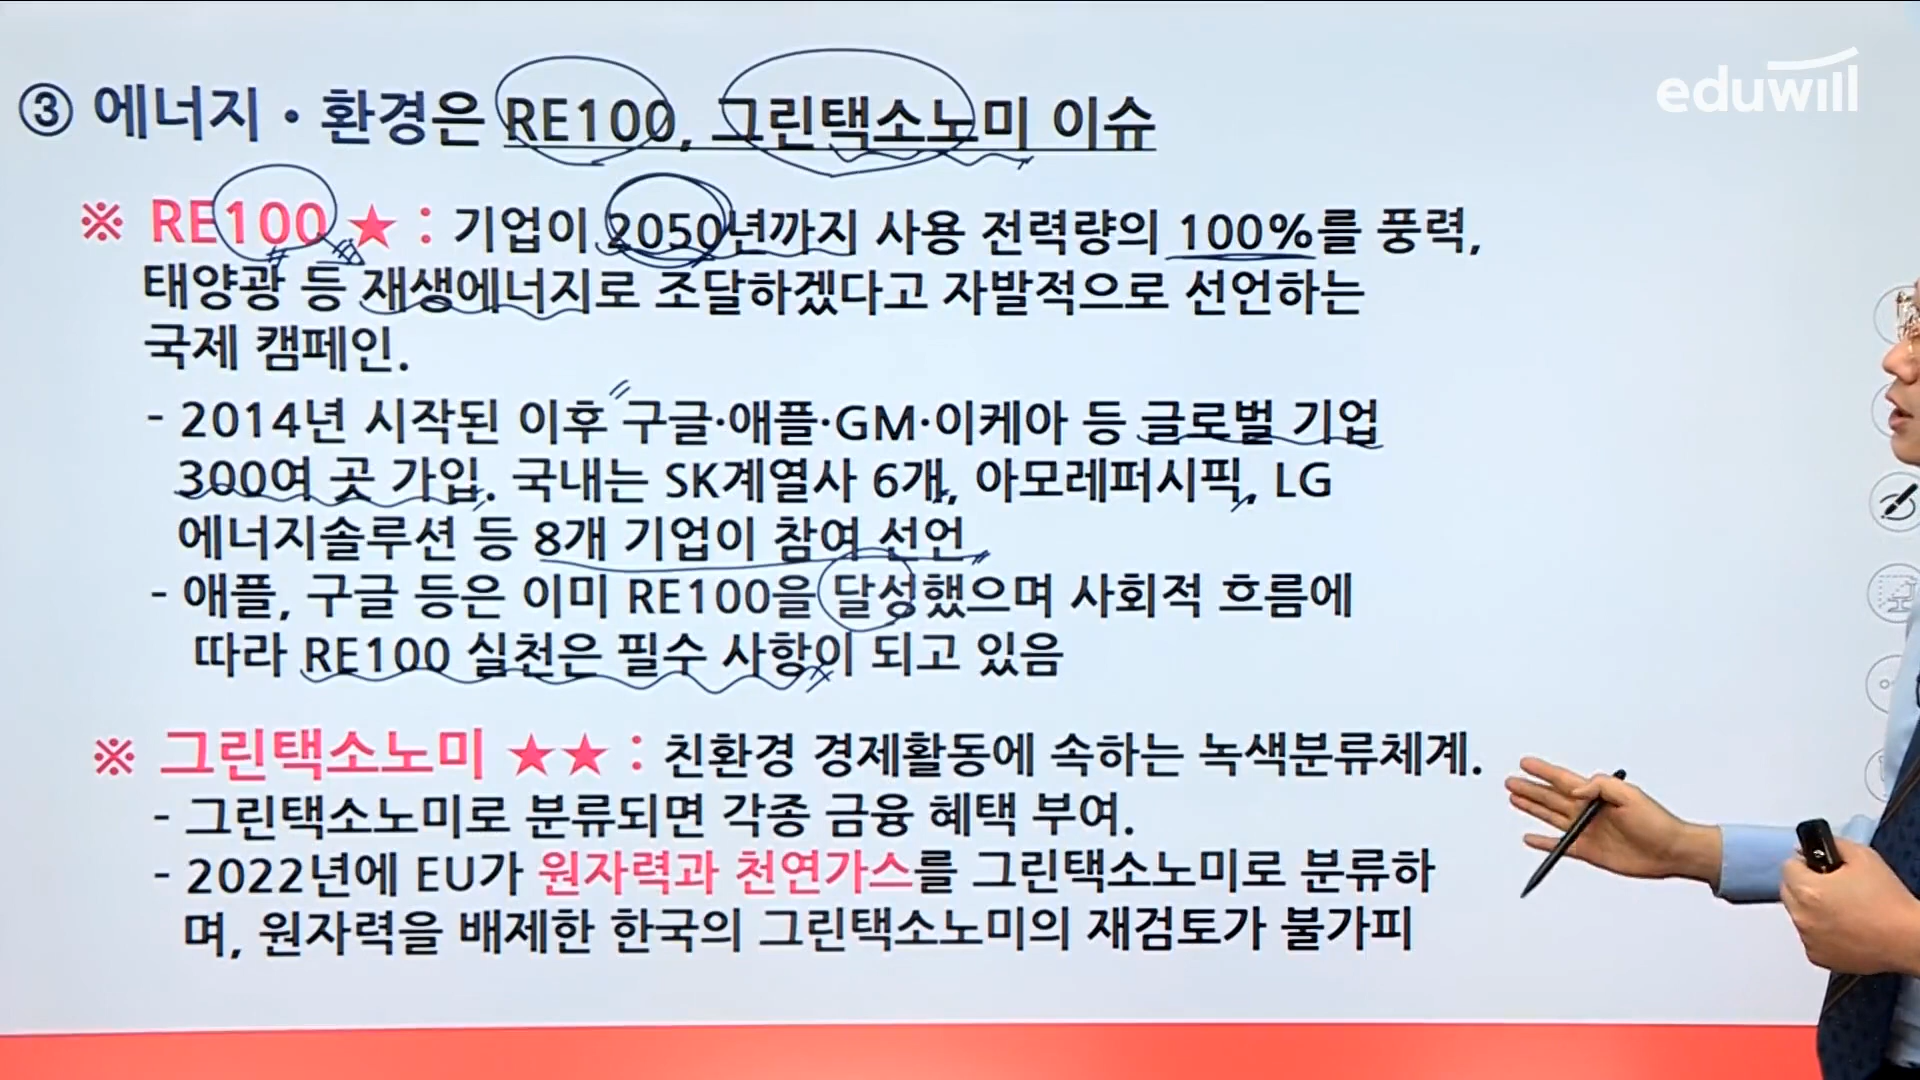 eduwill
③ 에너지・환경은 RE100, 그린택소노미 이슈
※ RE100 ★ : 기업이 2050년까지 사용 전력량의 100%를 풍력,
태양광 등 재생에너지로 조달하겠다고 자발적으로 선언하는
국제 캠페인.
- 2014년 시작된 이후 구글·애플·GM·이케아 등 글로벌 기업
300여 곳 가입. 국내는 SK계열사 6개, 아모레퍼시픽, LG
에너지솔루션 등 8개 기업이 참여 선언
- 애플, 구글 등은 이미 RE100을 달성했으며 사회적 흐름에
따라 RE100 실천은 필수 사항이 되고 있음
※ 그린택소노미 ★★ : 친환경 경제활동에 속하는 녹색분류체계.
- 그린택소노미로 분류되면 각종 금융 혜택 부여.
- 2022년에 EU가 원자력과 천연가스를 그린택소노미로 분류하
며, 원자력을 배제한 한국의 그린택소노미의 재검토가 불가피